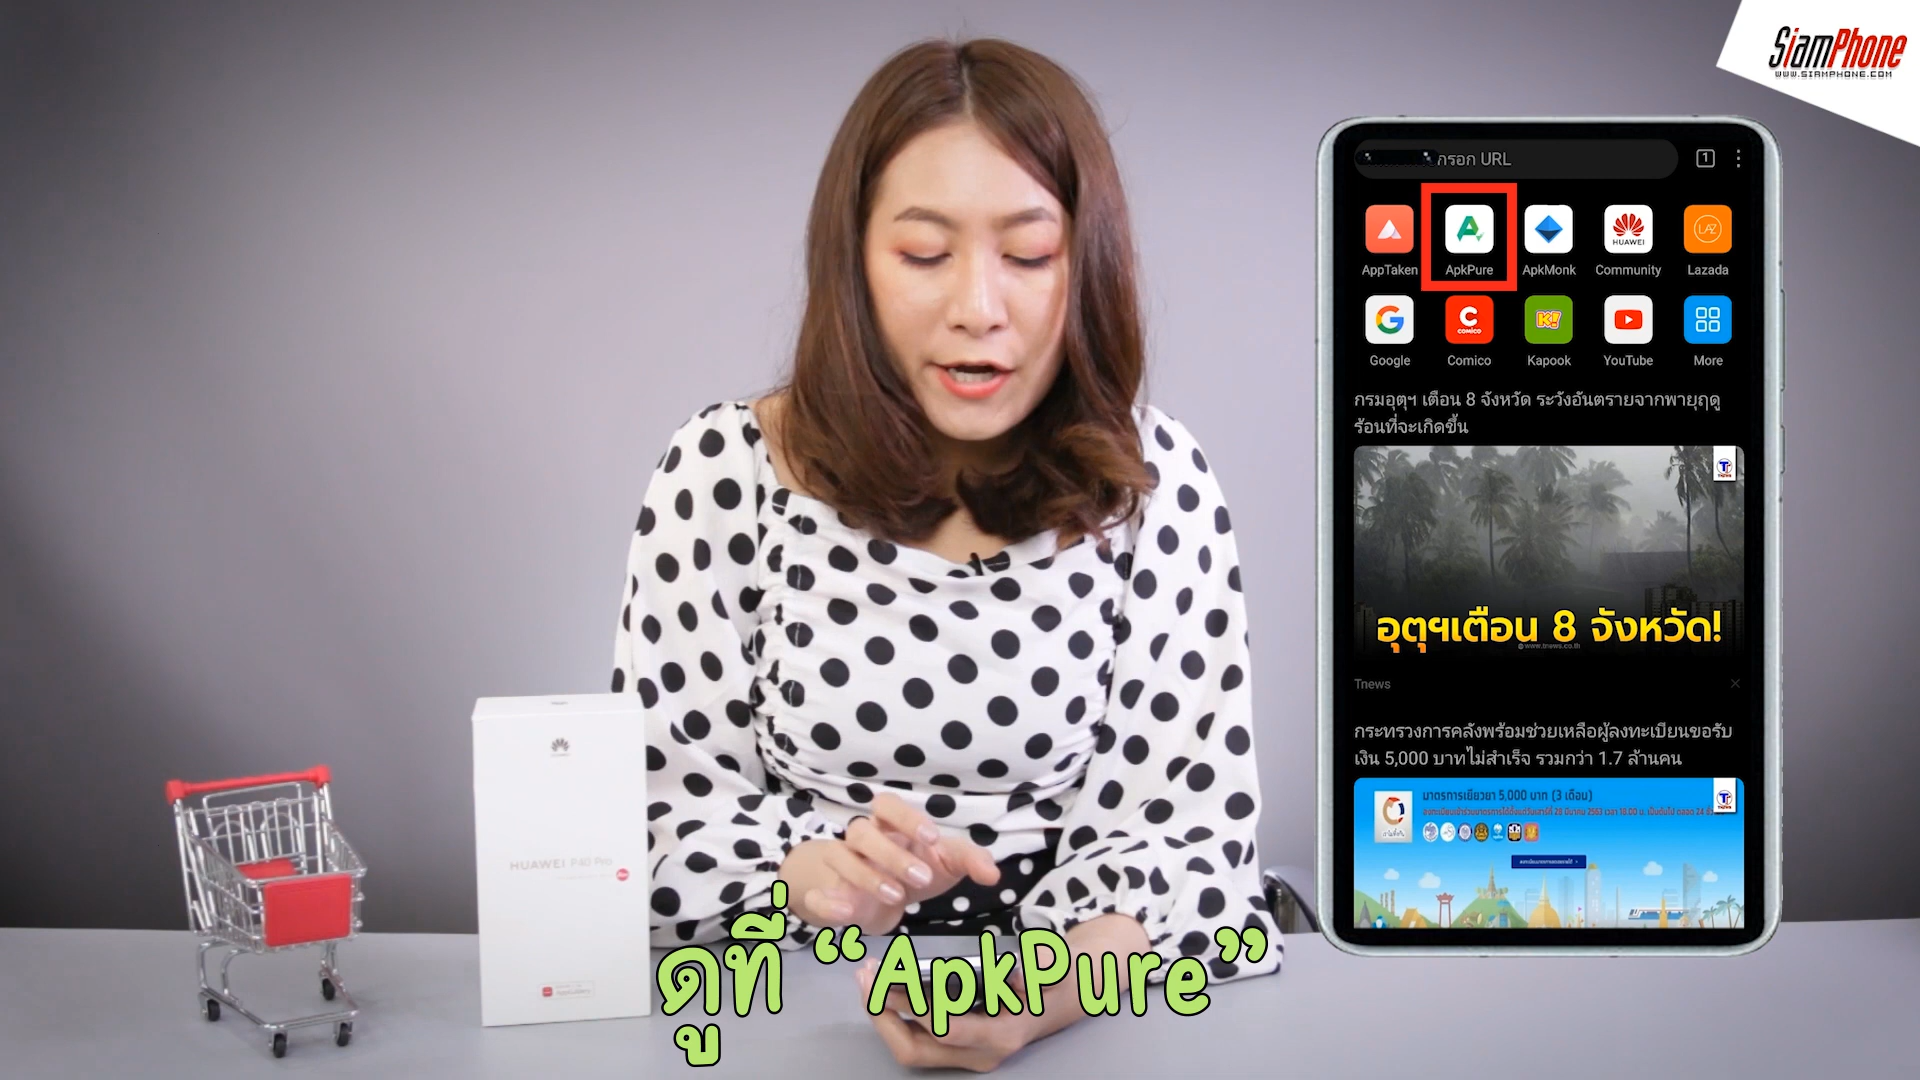 SiamPhone
WWW.SIAMPHONE.COM
กรอก URL
1
AppTaken
ApkPure
ApkMonk
HUAWEI
Community
LAZ
Lazada
Google
C
COMICO
Comico
K!
Kapook
YouTube
More
กรมอุตุฯ เตือน 8 จังหวัด ระวังอันตรายจากพายุฤดู
ร้อนที่จะเกิดขึ้น
อุตุฯเตือน 8 จังหวัด!
www.tnews.co.th
Tnews
กระทรวงการคลังพร้อมช่วยเหลือผู้ลงทะเบียนขอรับ
เงิน 5,000 บาทไม่สำเร็จ รวมกว่า 1.7 ล้านคน
มาตรการเยียวยา 5,000 บาท (3 เดือน)
HUAWEI P40 Pro
ดูที่ “ApkPure”